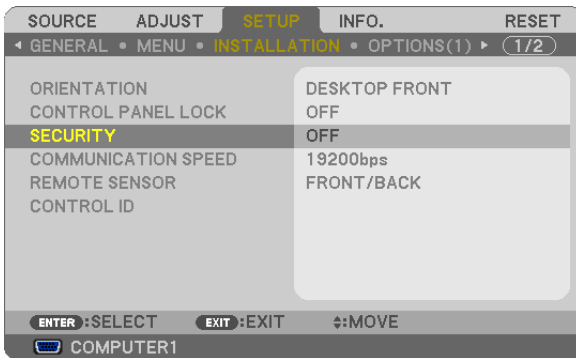 SOURCE ADJUST SETUP INFO. RESET
GENERAL • MENU • INSTALLATION • OPTIONS(1) 1/2
ORIENTATION DESKTOP FRONT
CONTROL PANEL LOCK OFF
SECURITY OFF
COMMUNICATION SPEED 19200bps
REMOTE SENSOR FRONT/BACK
CONTROL ID
ENTER :SELECT EXIT :EXIT :MOVE
COMPUTER1